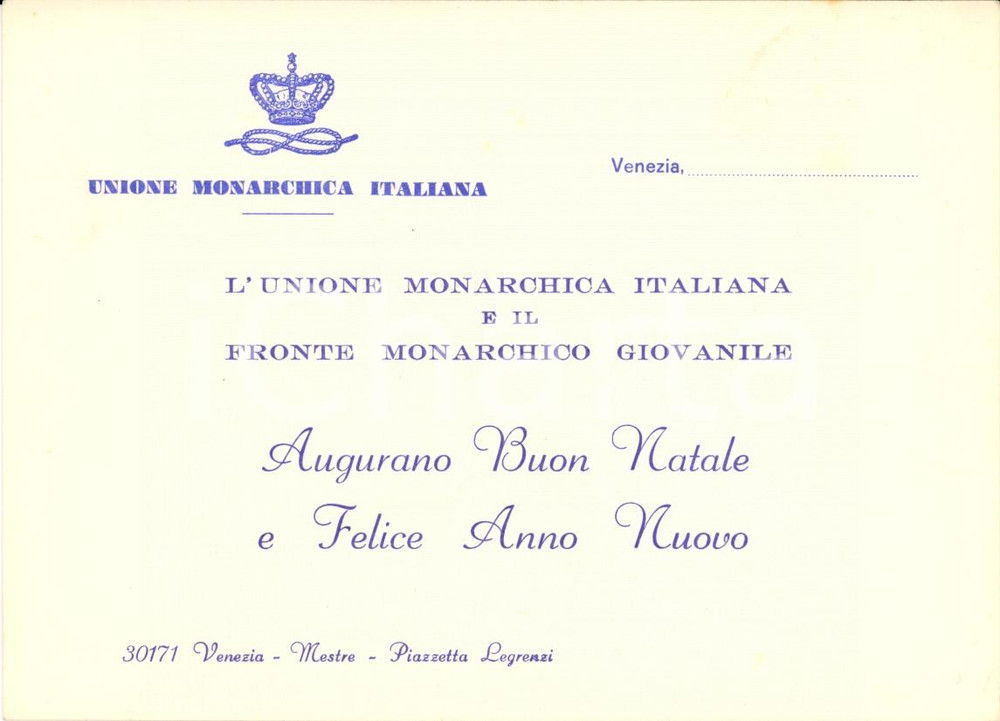 UNIONE MONARCHICA ITALIANA
Venezia,
L'UNIONE MONARCHICA ITALIANA
E IL
FRONTE MONARCHICO GIOVANILE
iCharta
Augurano Buon Natale
e Felice Anno Nuovo
30171 Venezia - Mestre - Piazzetta Legrenzi